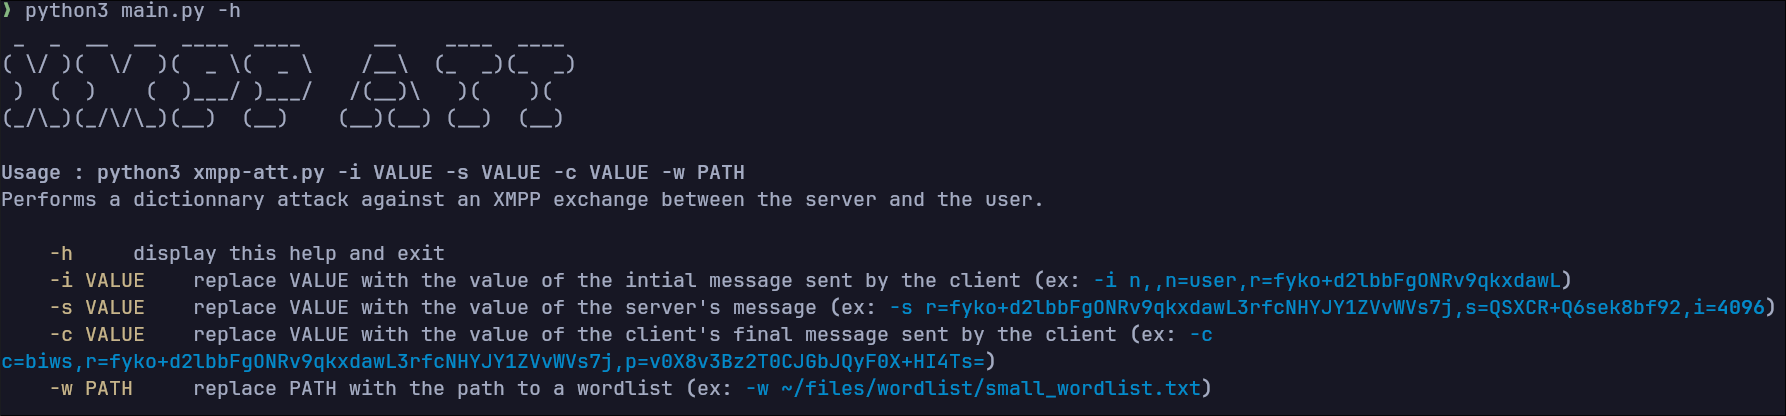 ❯ python3 main.py -h
 _  _  __  __  ____  ____      __    ____  ____
( \/ )(  \/  )(  _ \(  _ \    /__\  (_  _)(_  _)
 )  (  )    (  )___/ )___/   /(__)\   )(    )(
(_/\_)(_/\/\_)(__)  (__)    (__)(__) (__)  (__)
Usage : python3 xmpp-att.py -i VALUE -s VALUE -c VALUE -w PATH
Performs a dictionnary attack against an XMPP exchange between the server and the user.
-h     display this help and exit
-i VALUE    replace VALUE with the value of the intial message sent by the client (ex: -i n,,n=user,r=fyko+d2lbbFgONRv9qkxdawL)
-s VALUE    replace VALUE with the value of the server's message (ex: -s r=fyko+d2lbbFgONRv9qkxdawL3rfcNHYJY1ZVvWVs7j,s=QSXCR+Q6sek8bf92,i=4096)
-c VALUE    replace VALUE with the value of the client's final message sent by the client (ex: -c
c=biws,r=fyko+d2lbbFgONRv9qkxdawL3rfcNHYJY1ZVvWVs7j,p=v0X8v3Bz2T0CJGbJQyF0X+HI4Ts=)
-w PATH     replace PATH with the path to a wordlist (ex: -w ~/files/wordlist/small_wordlist.txt)